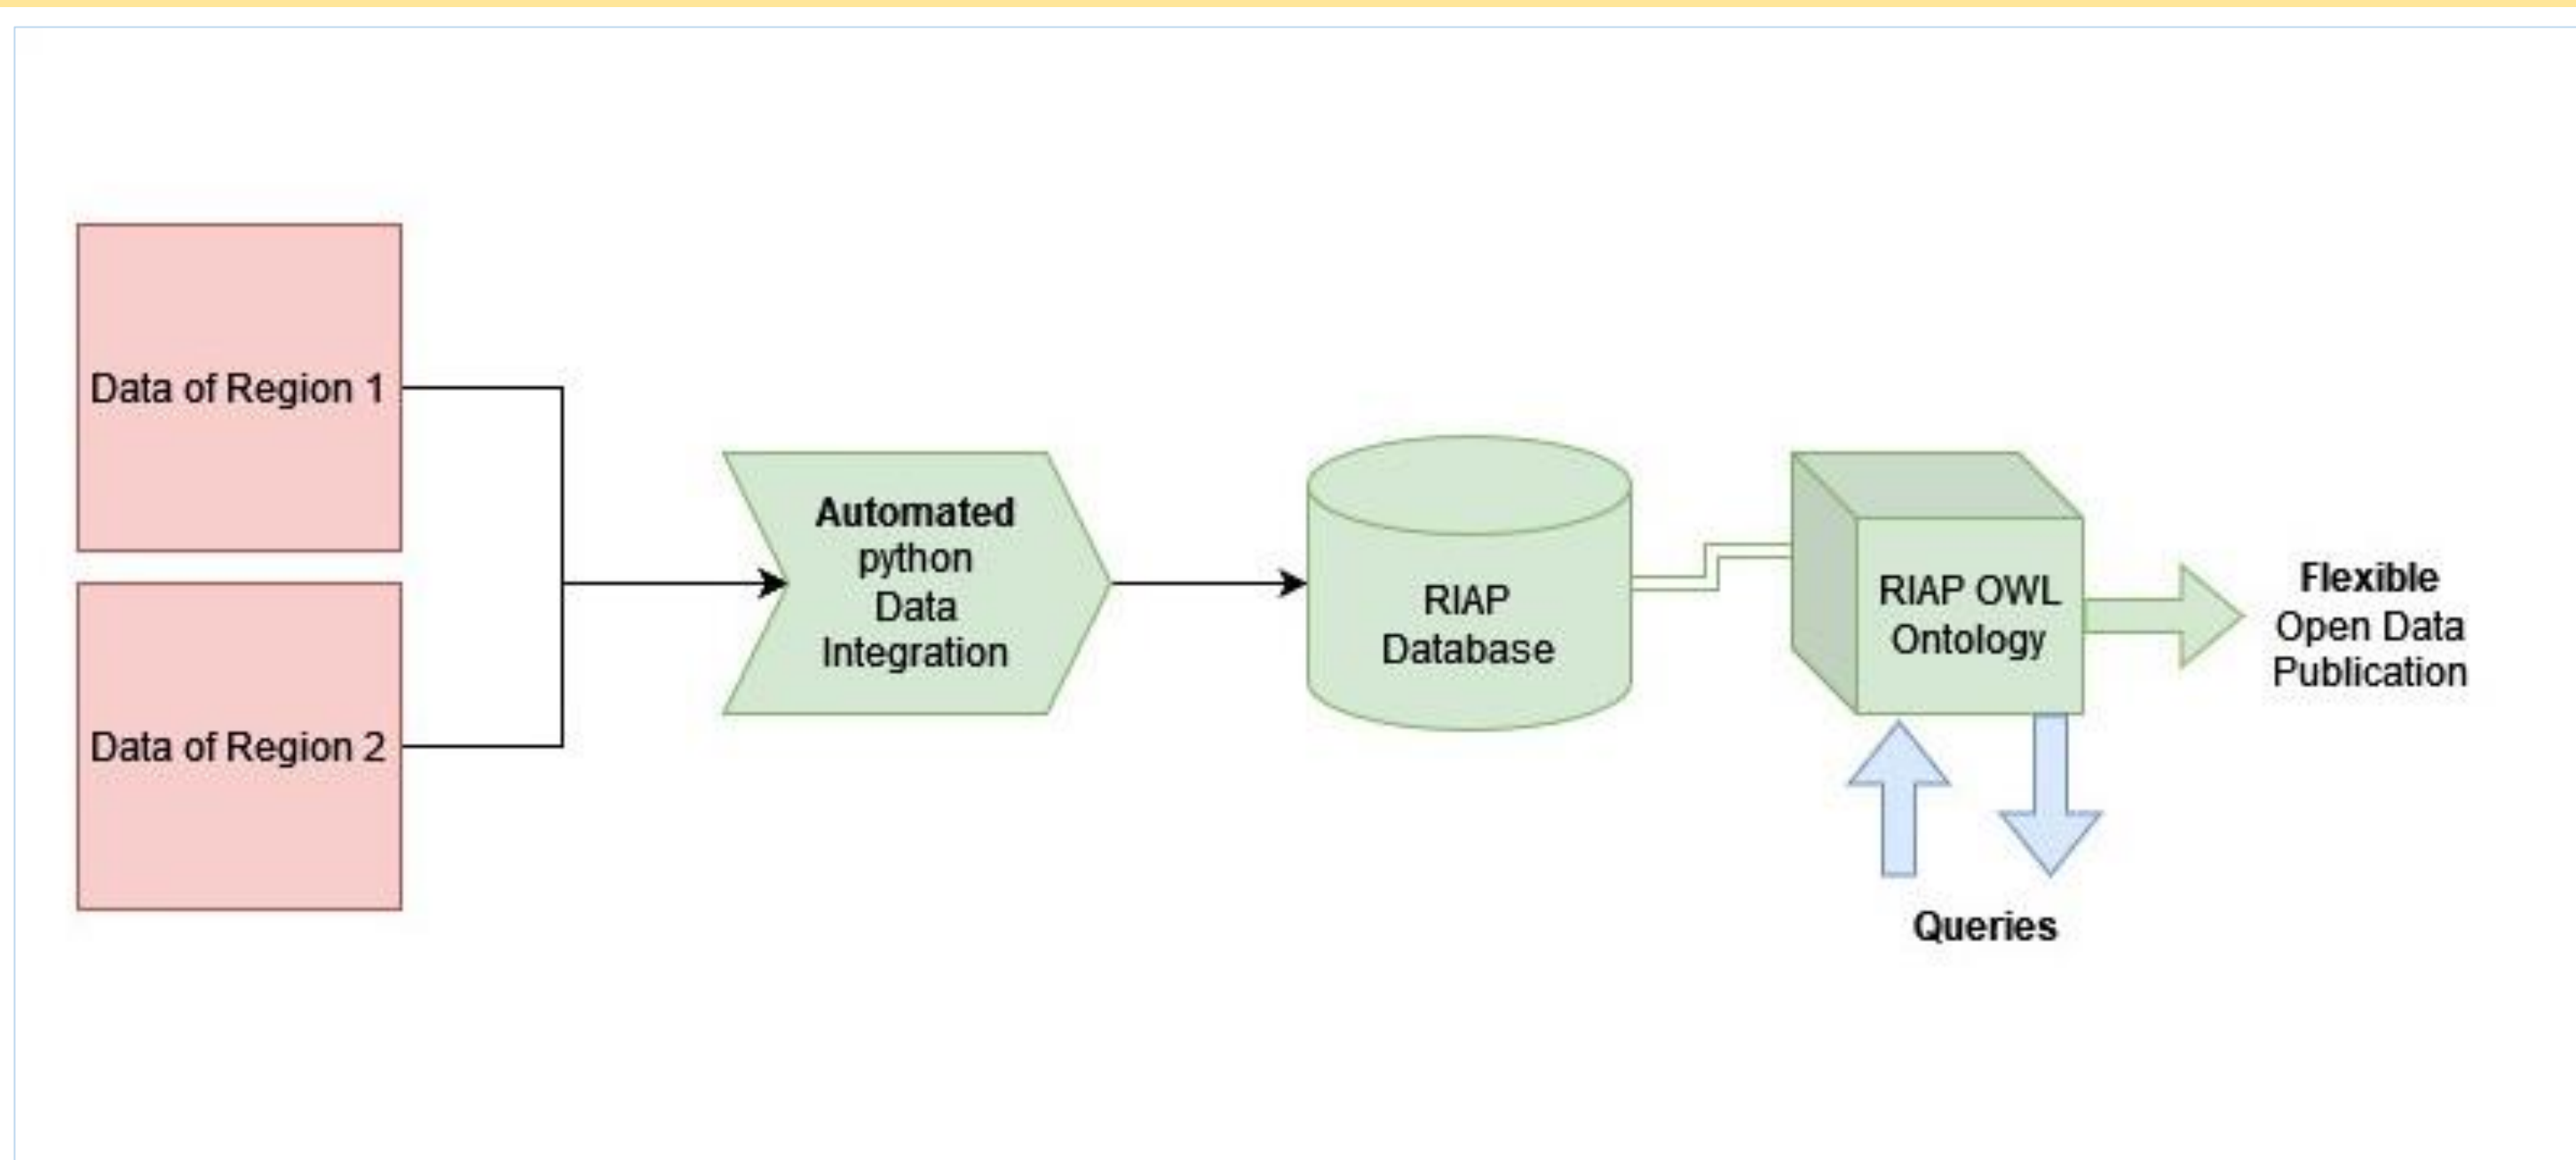 Data of Region 1
Data of Region 2
Automated
python
Data
Integration
RIAP
Database
RIAP OWL
Ontology
Flexible
Open Data
Publication
Queries